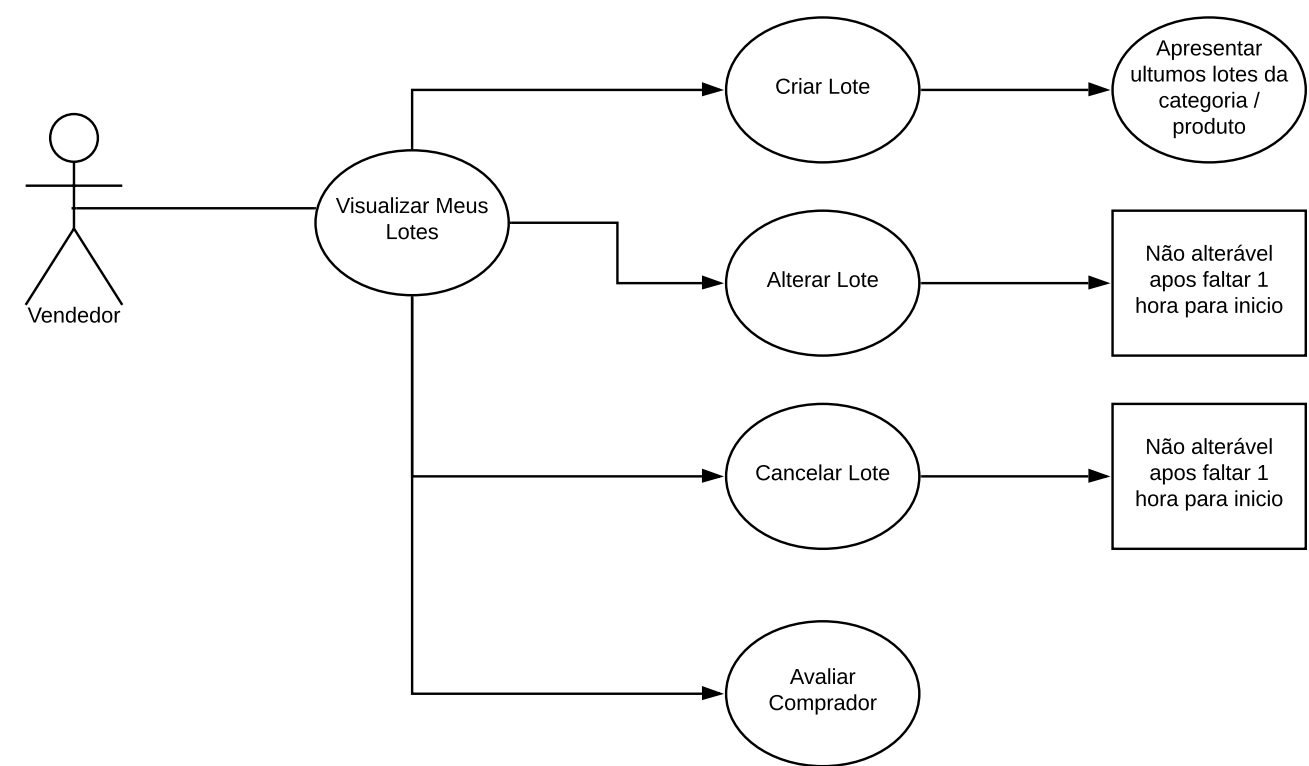 Vendedor
Visualizar Meus
Lotes
Criar Lote
Apresentar
ultumos lotes da
categoria /
produto
Alterar Lote
Não alterável
apos faltar 1
hora para inicio
Cancelar Lote
Não alterável
apos faltar 1
hora para inicio
Avaliar
Comprador